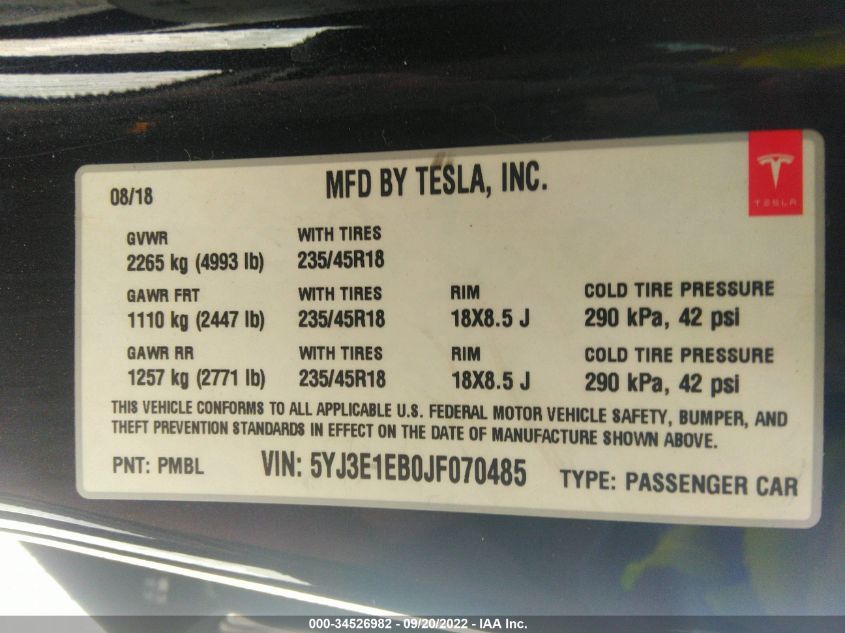 08/18
MFD BY TESLA, INC.
TESLA
GVWR WITH TIRES
2265 kg (4993 lb) 235/45R18
GAWR FRT WITH TIRES RIM COLD TIRE PRESSURE
1110 kg (2447 lb) 235/45R18 18X8.5 J 290 kPa, 42 psi
GAWR RR WITH TIRES RIM COLD TIRE PRESSURE
1257 kg (2771 lb) 235/45R18 18X8.5 J 290 kPa, 42 psi
THIS VEHICLE CONFORMS TO ALL APPLICABLE U.S. FEDERAL MOTOR VEHICLE SAFETY, BUMPER, AND
THEFT PREVENTION STANDARDS IN EFFECT ON THE DATE OF MANUFACTURE SHOWN ABOVE.
PNT: PMBL VIN: 5YJ3E1EB0JF070485 TYPE: PASSENGER CAR
000-34526982 - 09/20/2022 - IAA Inc.